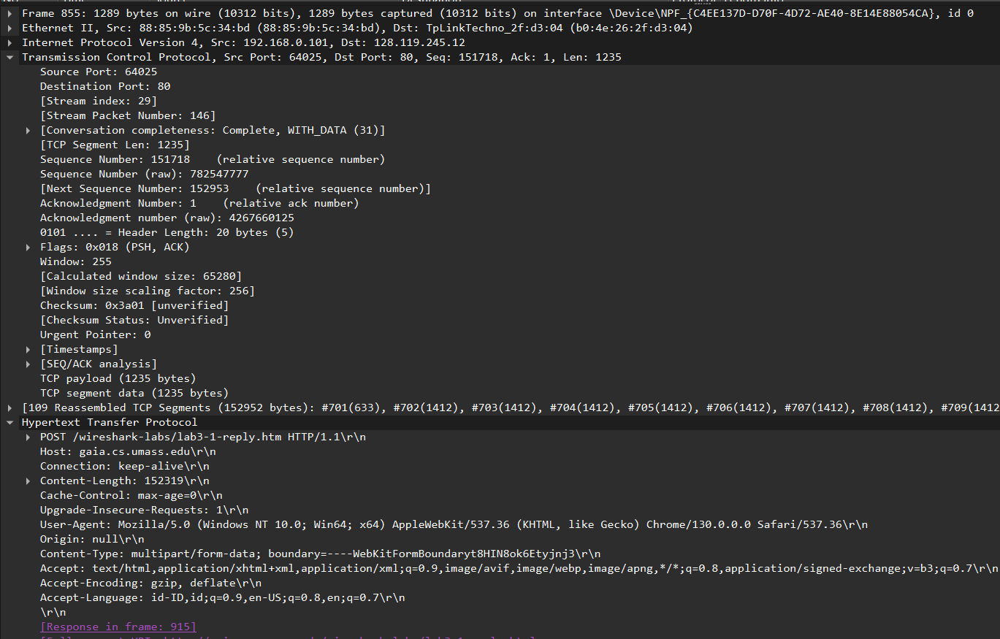 Frame 855: 1289 bytes on wire (10312 bits), 1289 bytes captured (10312 bits) on interface \Device\NPF_{C4EE137D-D70F-4D72-AE40-8E14E88054CA}, id 0
Ethernet II, Src: 88:85:9b:5c:34:bd (88:85:9b:5c:34:bd), Dst: TpLinkTechno_2f:d3:04 (b0:4e:26:2f:d3:04)
Internet Protocol Version 4, Src: 192.168.0.101, Dst: 128.119.245.12
Transmission Control Protocol, Src Port: 64025, Dst Port: 80, Seq: 151718, Ack: 1, Len: 1235
Source Port: 64025
Destination Port: 80
[Stream index: 29]
[Stream Packet Number: 146]
[Conversation completeness: Complete, WITH_DATA (31)]
[TCP Segment Len: 1235]
Sequence Number: 151718    (relative sequence number)
Sequence Number (raw): 782547777
[Next Sequence Number: 152953    (relative sequence number)]
Acknowledgment Number: 1    (relative ack number)
Acknowledgment number (raw): 4267660125
0101 .... = Header Length: 20 bytes (5)
Flags: 0x018 (PSH, ACK)
Window: 255
[Calculated window size: 65280]
[Window size scaling factor: 256]
Checksum: 0x3a01 [unverified]
[Checksum Status: Unverified]
Urgent Pointer: 0
[Timestamps]
[SEQ/ACK analysis]
TCP payload (1235 bytes)
TCP segment data (1235 bytes)
[109 Reassembled TCP Segments (152952 bytes): #701(633), #702(1412), #703(1412), #704(1412), #705(1412), #706(1412), #707(1412), #708(1412), #709(1412
Hypertext Transfer Protocol
POST /wireshark-labs/lab3-1-reply.htm HTTP/1.1\r\n
Host: gaia.cs.umass.edu\r\n
Connection: keep-alive\r\n
Content-Length: 152319\r\n
Cache-Control: max-age=0\r\n
Upgrade-Insecure-Requests: 1\r\n
User-Agent: Mozilla/5.0 (Windows NT 10.0; Win64; x64) AppleWebKit/537.36 (KHTML, like Gecko) Chrome/130.0.0.0 Safari/537.36\r\n
Origin: null\r\n
Content-Type: multipart/form-data; boundary=----WebKitFormBoundaryt8HIN8ok6Etyjnj3\r\n
Accept: text/html,application/xhtml+xml,application/xml;q=0.9,image/avif,image/webp,image/apng,*/*;q=0.8,application/signed-exchange;v=b3;q=0.7\r\n
Accept-Encoding: gzip, deflate\r\n
Accept-Language: id-ID,id;q=0.9,en-US;q=0.8,en;q=0.7\r\n
\r\n
[Response in frame: 915]